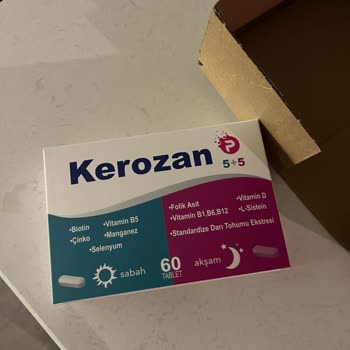 Kerozan P
5+5
•Biotin
•Çinko
•Vitamin B5
•Manganez
•Selenyum
•Folik Asit
•Vitamin B1,B6,B12
•Vitamin D
•L-Sistein
•Standardize Darı Tohumu Ekstresi
sabah
60
TABLET
akşam